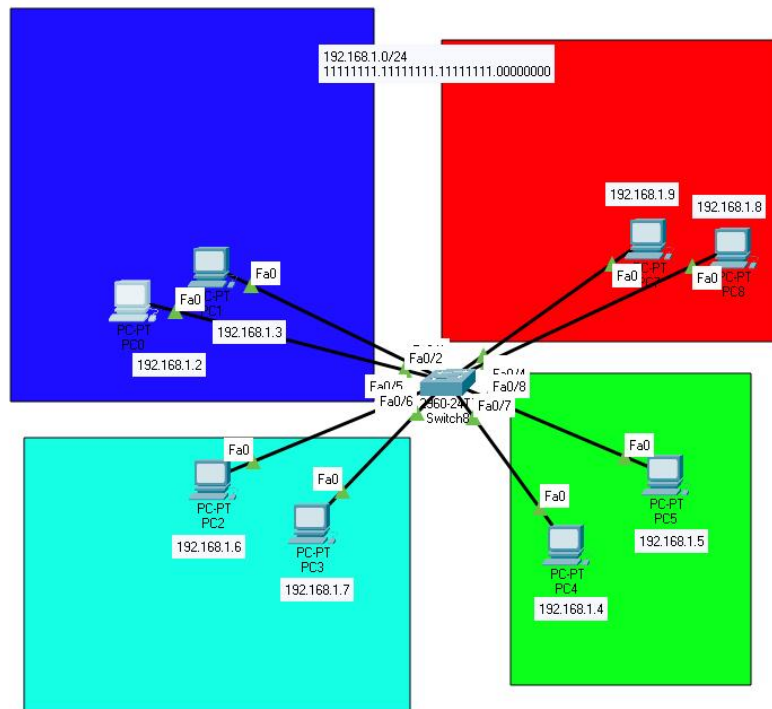 192.168.1.0/24
11111111.11111111.11111111.00000000
192.168.1.9
192.168.1.8
Fa0
PC-PT
Fa0
PC-PT
Fa0
PC-PT
PC1
Fa0
PC-PT
PC0
192.168.1.3
192.168.1.2
Fa0/2
Fa0/5
Fa0/8
Fa0/6
Fa0/7
Switch8
Fa0
PC-PT
PC2
192.168.1.6
Fa0
PC-PT
PC3
192.168.1.7
Fa0
PC-PT
PC5
192.168.1.5
Fa0
PC-PT
PC4
192.168.1.4